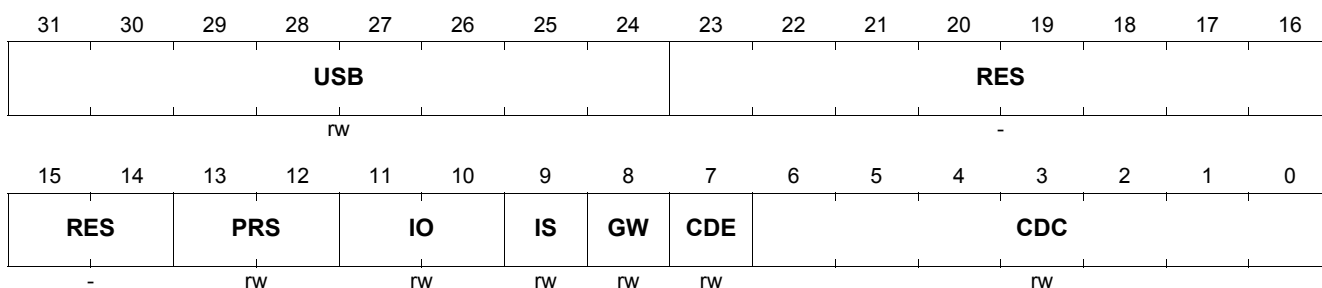 31 30 29 28 27 26 25 24 23 22 21 20 19 18 17 16
USB RES
rw -
15 14 13 12 11 10 9 8 7 6 5 4 3 2 1 0
RES PRS IO IS GW CDE CDC
- rw rw rw rw rw rw